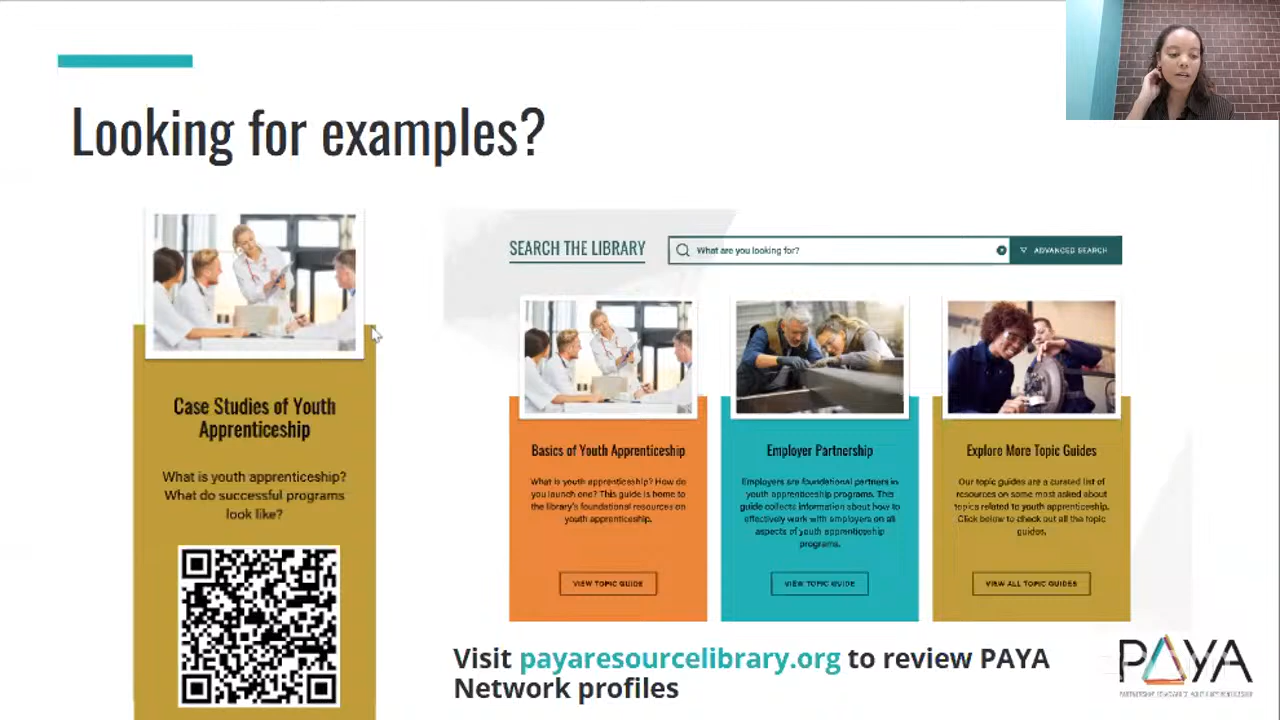 Looking for examples?
Case Studies of Youth
Apprenticeship
What is youth apprenticeship?
What do successful programs
look like?
SEARCH THE LIBRARY
What are you looking for?
ADVANCED SEARCH
Basics of Youth Apprenticeship
What is youth apprenticeship? How do
you launch one? This guide is home to
the library's foundational resources on
youth apprenticeship.
VIEW TOPIC GUIDE
Employer Partnership
Employers are foundational partners in
youth apprenticeship programs. This
guide collects information about how to
effectively work with employers on all
aspects of youth apprenticeship
programs.
VIEW TOPIC GUIDE
Explore More Topic Guides
Our topic guides are a curated list of
resources on some most asked about
topics related to youth apprenticeship.
Click below to check out all the topic
guides.
VIEW ALL TOPIC GUIDES
Visit payaresourcelibrary.org to review PAYA
Network profiles
PAYA